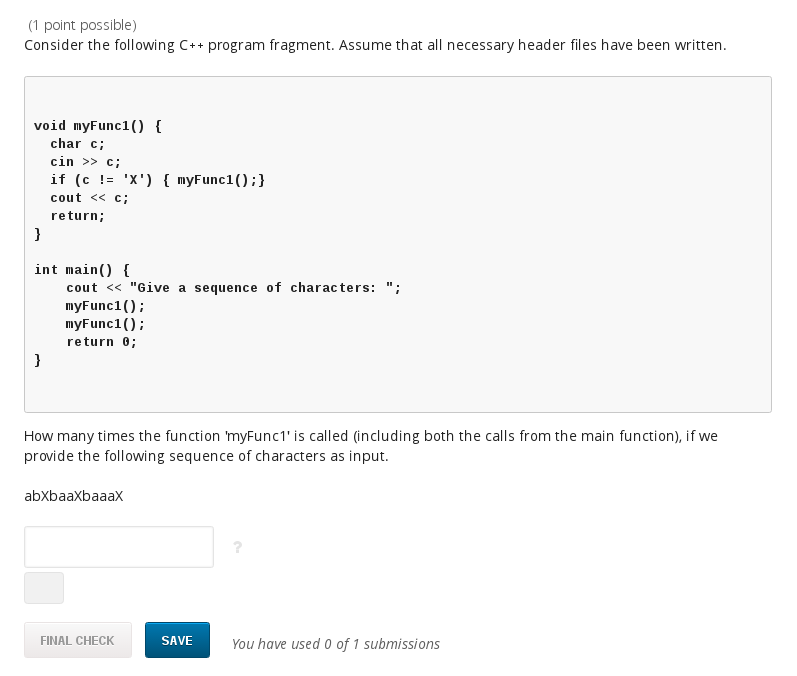 (1 point possible)
Consider the following C++ program fragment. Assume that all necessary header files have been written.
void myFunc1() {
char c;
cin >> c;
if (c != 'X') { myFunc1();}
cout << c;
return;
}
int main() {
cout << "Give a sequence of characters: ";
myFunc1();
myFunc1();
return 0;
}
How many times the function 'myFunc1' is called (including both the calls from the main function), if we
provide the following sequence of characters as input.
abXbaaXbaaaX
?
FINAL CHECK
SAVE
You have used 0 of 1 submissions